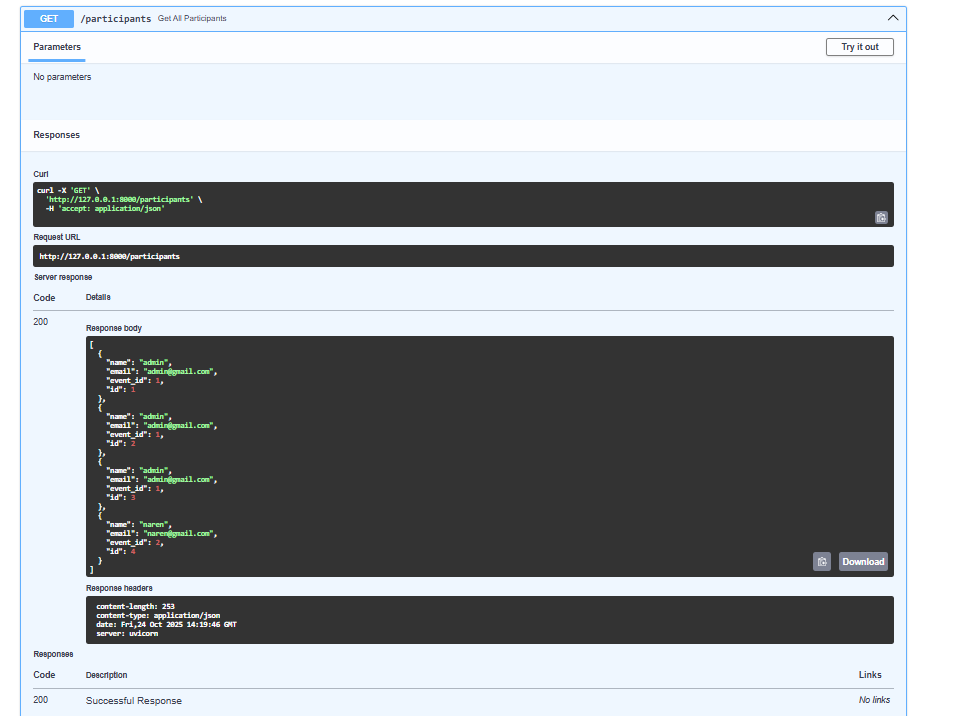 GET /participants Get All Participants
Parameters
Try it out
No parameters
Responses
Curl
curl -X 'GET' \
'http://127.0.0.1:8000/participants' \
-H 'accept: application/json'
Request URL
http://127.0.0.1:8000/participants
Server response
Code Details
200
Response body
[
{
"name": "admin",
"email": "admin@gmail.com",
"event_id": 1,
"id": 1
},
{
"name": "admin",
"email": "admin@gmail.com",
"event_id": 1,
"id": 2
},
{
"name": "admin",
"email": "admin@gmail.com",
"event_id": 1,
"id": 3
},
{
"name": "naren",
"email": "naren@gmail.com",
"event_id": 2,
"id": 4
}
]
Download
Response headers
content-length: 253
content-type: application/json
date: Fri,24 Oct 2025 14:19:46 GMT
server: uvicorn
Responses
Code Description Links
200 Successful Response No links